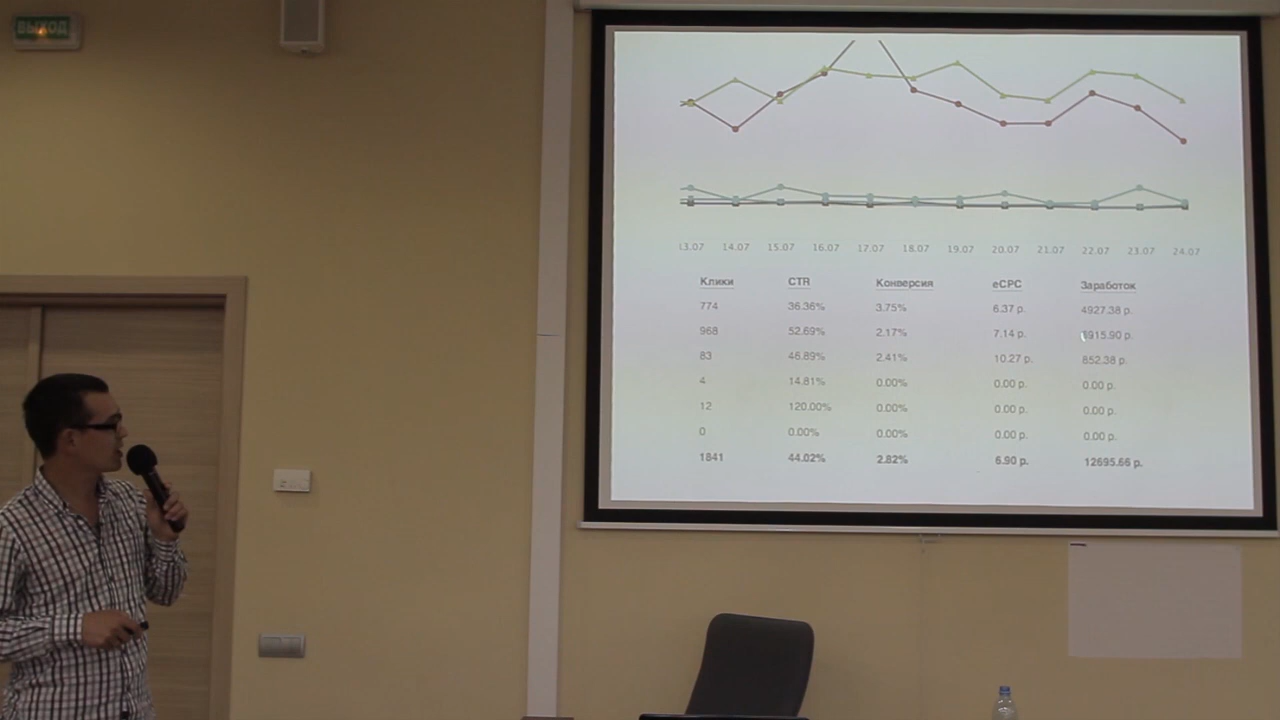 ВЫХОД
13.07 14.07 15.07 16.07 17.07 18.07 19.07 20.07 21.07 22.07 23.07 24.07
Клики CTR Конверсия eCPC Заработок
774 36.36% 3.75% 6.37 р. 4927.38 р.
968 52.69% 2.17% 7.14 р. 6915.90 р.
83 46.89% 2.41% 10.27 р. 852.38 р.
4 14.81% 0.00% 0.00 р. 0.00 р.
12 120.00% 0.00% 0.00 р. 0.00 р.
0 0.00% 0.00% 0.00 р. 0.00 р.
1841 44.02% 2.82% 6.90 р. 12695.66 р.